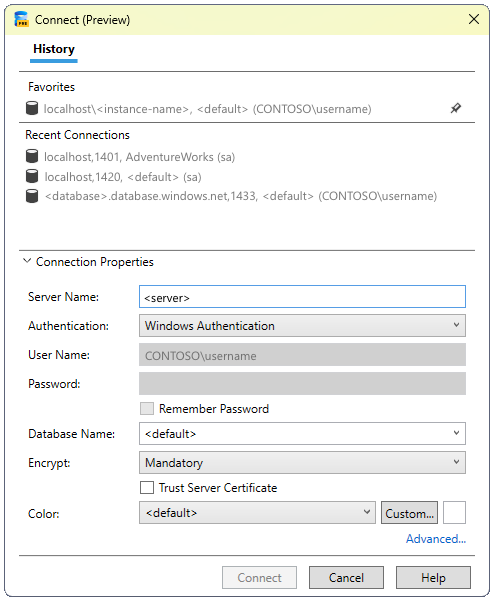 PRE Connect (Preview)
History
Favorites
localhost\<instance-name>, <default> (CONTOSO\username)
Recent Connections
localhost,1401, AdventureWorks (sa)
localhost,1420, <default> (sa)
<database>.database.windows.net,1433, <default> (CONTOSO\username)
Connection Properties
Server Name: <server>
Authentication: Windows Authentication
User Name: CONTOSO\username
Password:
Remember Password
Database Name: <default>
Encrypt: Mandatory
Trust Server Certificate
Color: <default> Custom...
Advanced...
Connect Cancel Help